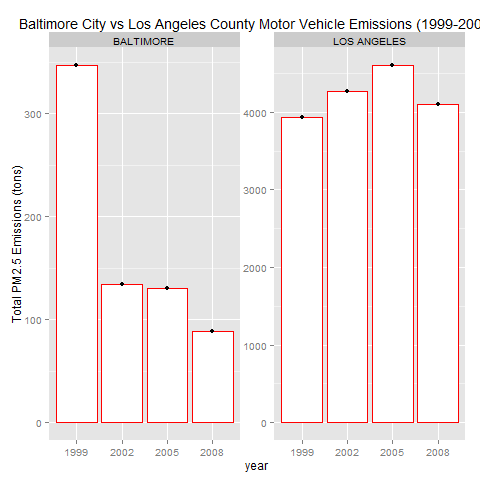 Baltimore City vs Los Angeles County Motor Vehicle Emissions (1999-200
BALTIMORE
LOS ANGELES
Total PM2.5 Emissions (tons)
300
200
100
0
4000
3000
2000
1000
0
1999 2002 2005 2008
1999 2002 2005 2008
year